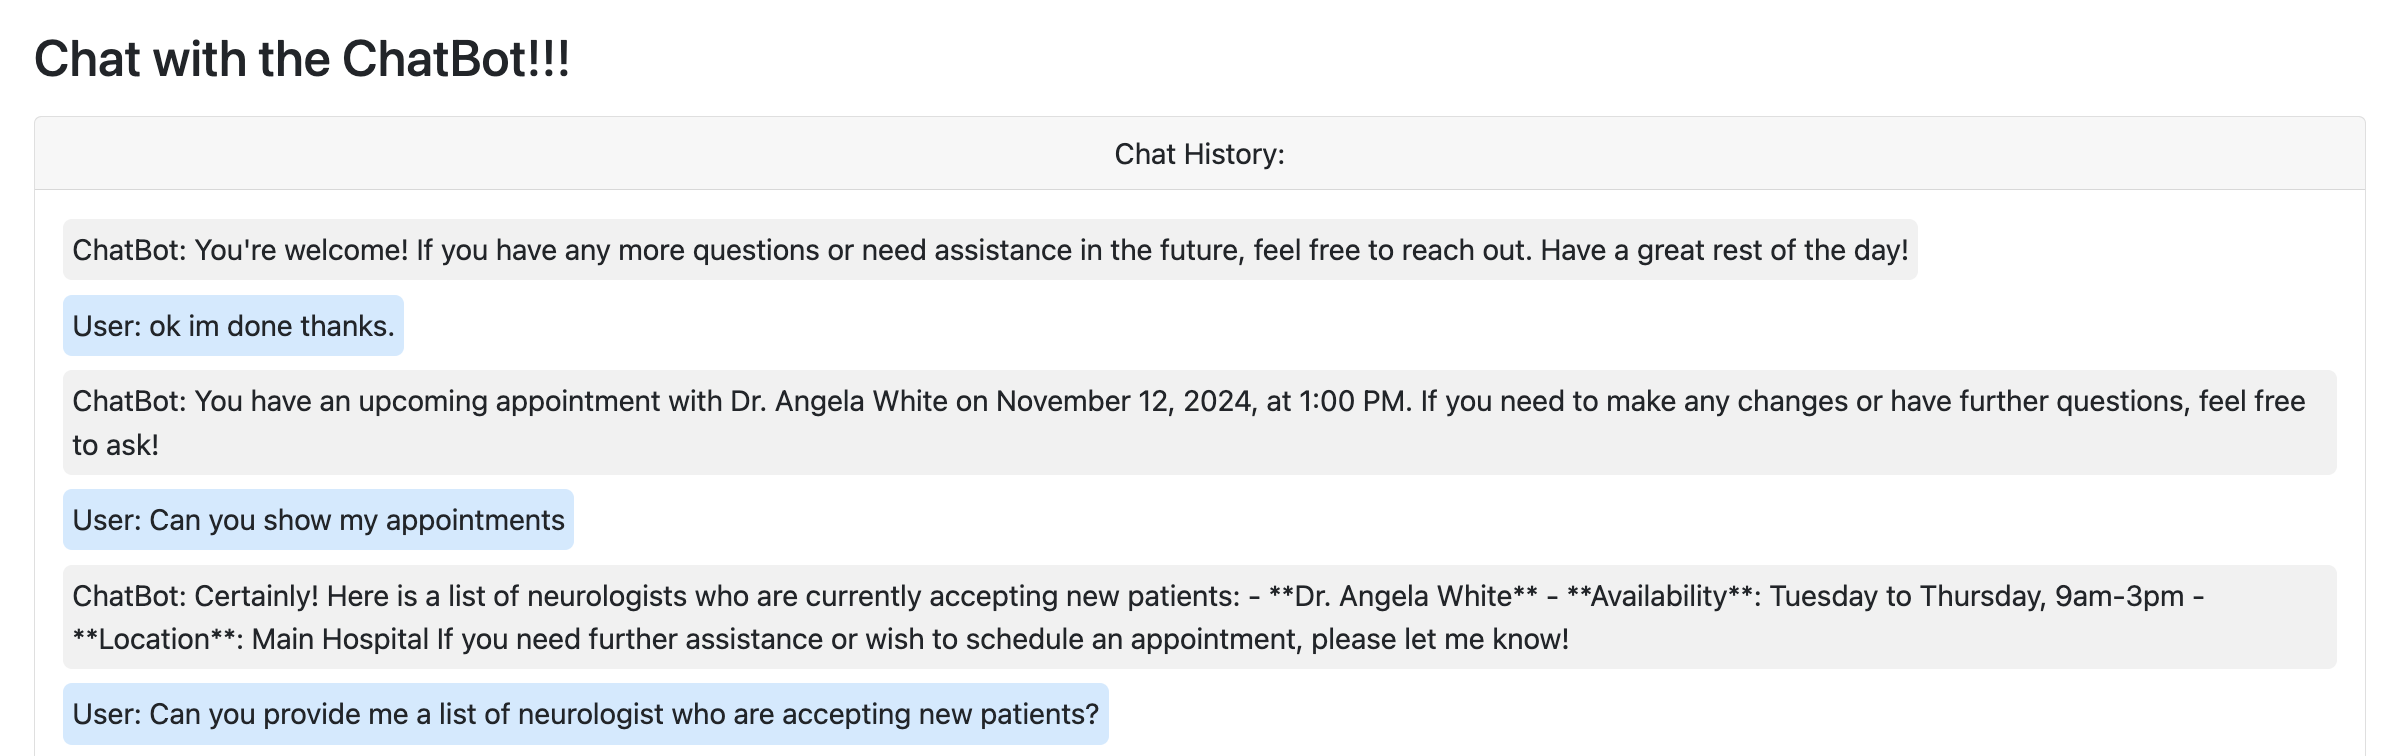 Chat with the ChatBot!!!
Chat History:
ChatBot: You're welcome! If you have any more questions or need assistance in the future, feel free to reach out. Have a great rest of the day!
User: ok im done thanks.
ChatBot: You have an upcoming appointment with Dr. Angela White on November 12, 2024, at 1:00 PM. If you need to make any changes or have further questions, feel free
to ask!
User: Can you show my appointments
ChatBot: Certainly! Here is a list of neurologists who are currently accepting new patients: - **Dr. Angela White** - **Availability**: Tuesday to Thursday, 9am-3pm -
**Location**: Main Hospital If you need further assistance or wish to schedule an appointment, please let me know!
User: Can you provide me a list of neurologist who are accepting new patients?